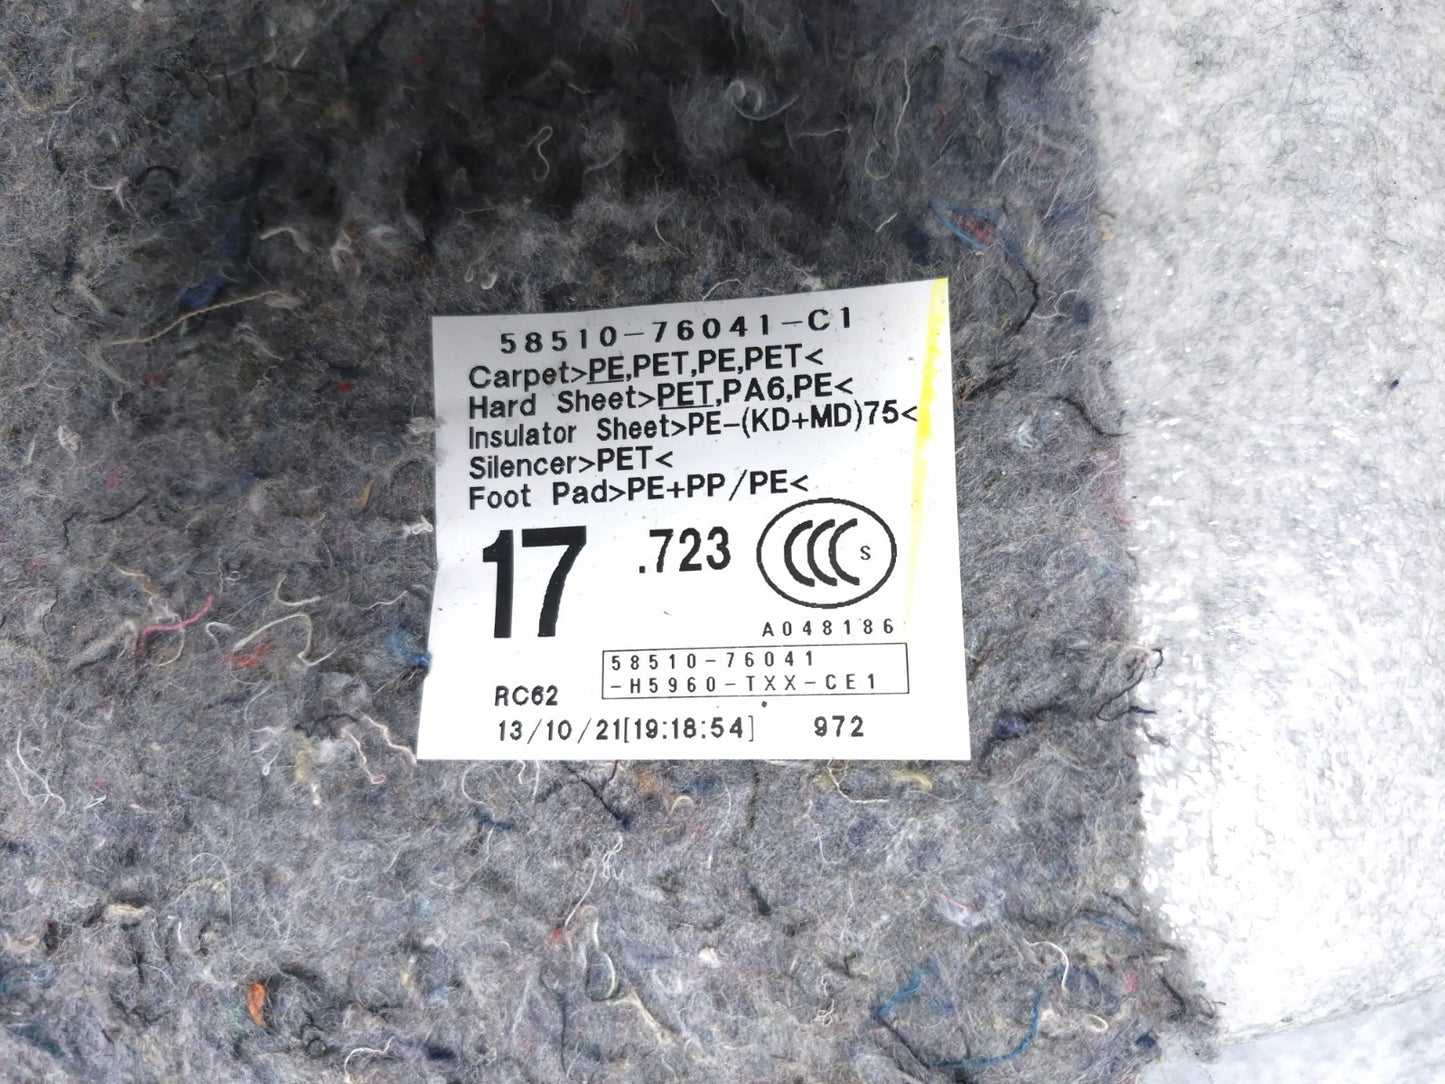 58510-76041-C1
Carpet>PE,PET,PE,PET<
Hard Sheet>PET,PA6,PE<
Insulator Sheet>PE-(KD+MD)75<
Silencer>PET<
Foot Pad>PE+PP/PE<
17 .723 CCC S
A048186
58510-76041
-H5960-TXX-CE1
RC62
13/10/21[19:18:54] 972